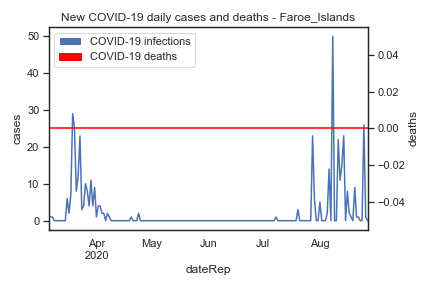 New COVID-19 daily cases and deaths - Faroe_Islands
COVID-19 infections
COVID-19 deaths
50
40
30
20
10
0
cases
0.04
0.02
0.00
−0.02
−0.04
deaths
Apr
2020
May
Jun
Jul
Aug
dateRep